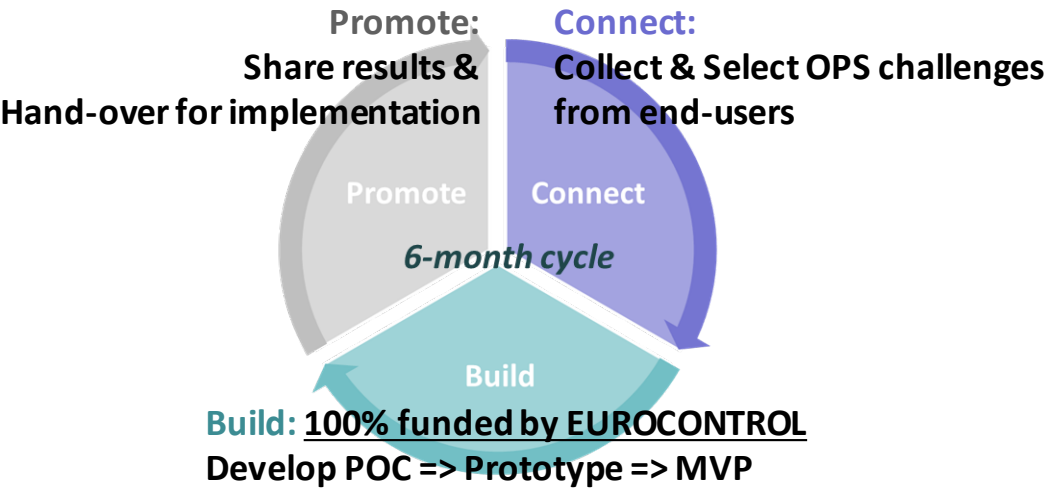 Promote:
Share results &
Hand-over for implementation
Connect:
Collect & Select OPS challenges
from end-users
Promote
Connect
6-month cycle
Build
Build: 100% funded by EUROCONTROL
Develop POC => Prototype => MVP